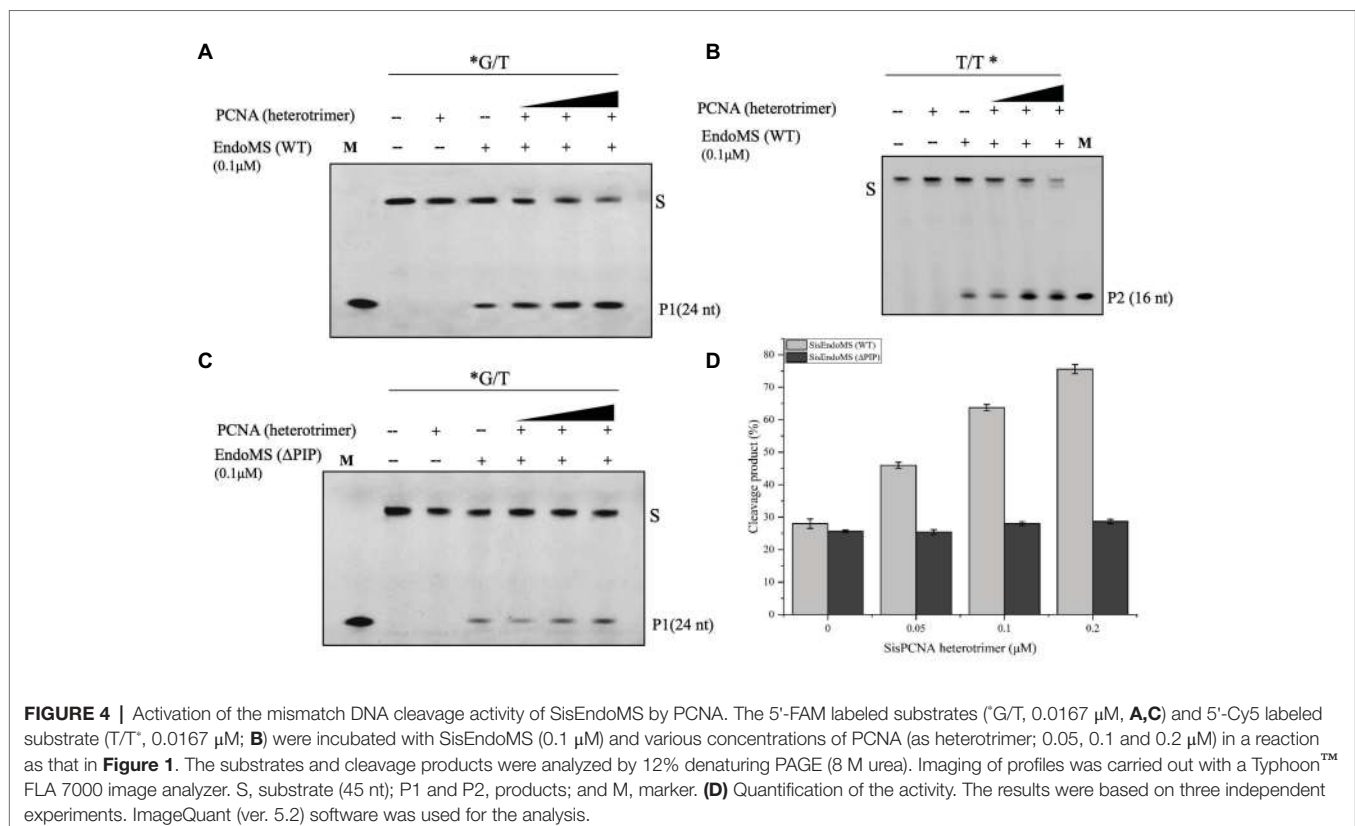 A
*G/T
PCNA (heterotrimer) -- + -- + + +
EndoMS (WT) M -- -- + + + +
(0.1μM)
S
P1(24 nt)
B
T/T *
PCNA (heterotrimer) -- + -- + + +
EndoMS (WT) -- -- + + + + M
(0.1μM)
S
P2 (16 nt)
C
*G/T
PCNA (heterotrimer) -- + -- + + +
EndoMS (ΔPIP) M -- -- + + + +
(0.1μM)
S
P1(24 nt)
D
SisEndoMS (WT)
SisEndoMS (ΔPIP)
Cleavage product (%)
80
70
60
50
40
30
20
10
0
0 0.05 0.1 0.2
SisPCNA heterotrimer (μM)
FIGURE 4 | Activation of the mismatch DNA cleavage activity of SisEndoMS by PCNA. The 5'-FAM labeled substrates (*G/T, 0.0167 μM, A,C) and 5'-Cy5 labeled
substrate (T/T*, 0.0167 μM; B) were incubated with SisEndoMS (0.1 μM) and various concentrations of PCNA (as heterotrimer; 0.05, 0.1 and 0.2 μM) in a reaction
as that in Figure 1. The substrates and cleavage products were analyzed by 12% denaturing PAGE (8 M urea). Imaging of profiles was carried out with a Typhoon™
FLA 7000 image analyzer. S, substrate (45 nt); P1 and P2, products; and M, marker. (D) Quantification of the activity. The results were based on three independent
experiments. ImageQuant (ver. 5.2) software was used for the analysis.